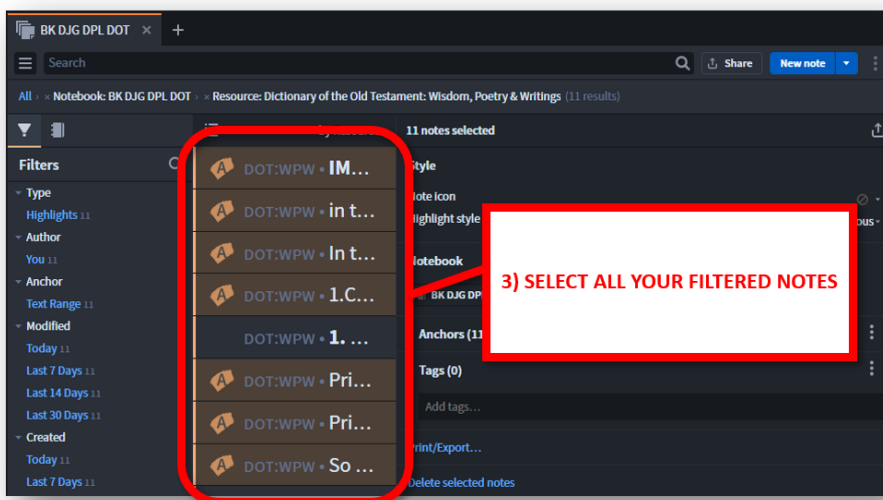 BK DJG DPL DOT × +
Search Share New note
All › × Notebook: BK DJG DPL DOT › × Resource: Dictionary of the Old Testament: Wisdom, Poetry & Writings (11 results)
11 notes selected
Filters
Type
Highlights 11
Author
You 11
Anchor
Text Range 11
Modified
Today 11
Last 7 Days 11
Last 14 Days 11
Last 30 Days 11
Created
Today 11
Last 7 Days 11
A DOT:WPW • IM...
A DOT:WPW • in t...
A DOT:WPW • In t...
A DOT:WPW • 1.C...
DOT:WPW • 1. ...
A DOT:WPW • Pri...
A DOT:WPW • Pri...
A DOT:WPW • So ...
Style
Note icon
Highlight style
Notebook
BK DJG DP
Anchors (11
Tags (0)
Add tags...
Print/Export...
Delete selected notes
3) SELECT ALL YOUR FILTERED NOTES